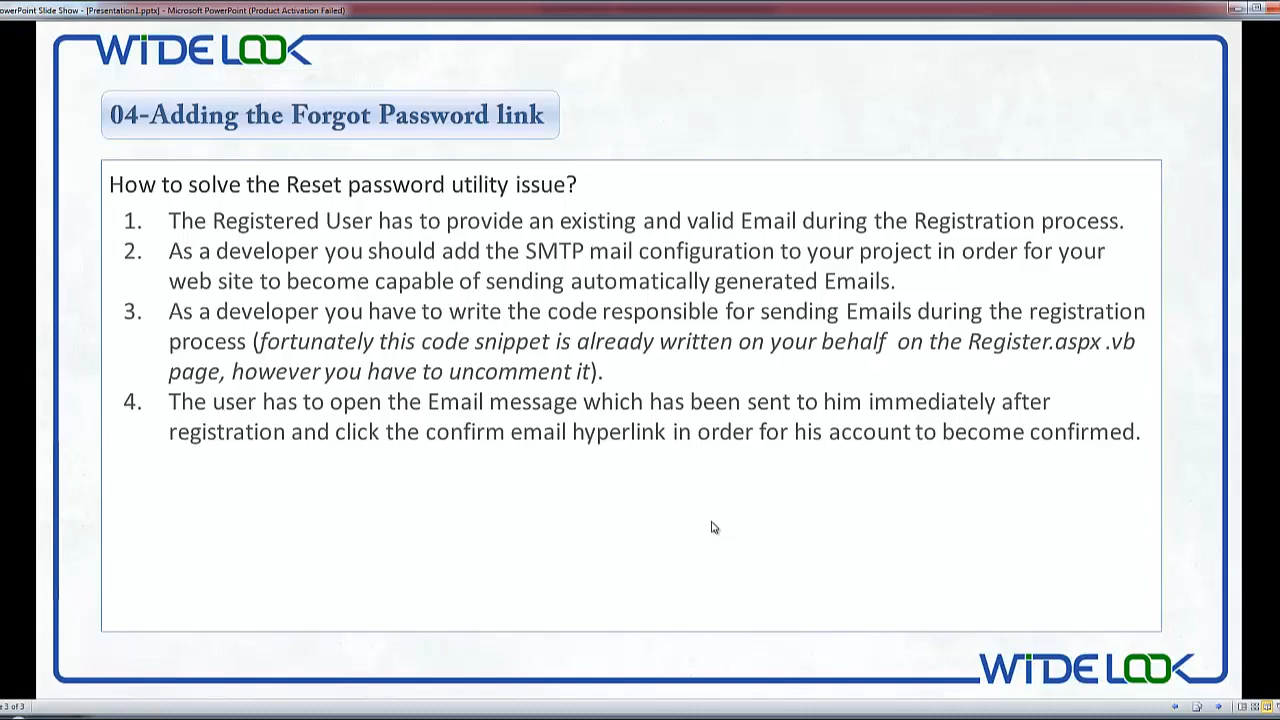 owerPoint Slide Show - [Presentation1.pptx] - Microsoft PowerPoint (Product Activation Failed)
WiDE LOOK
04-Adding the Forgot Password link
How to solve the Reset password utility issue?
1. The Registered User has to provide an existing and valid Email during the Registration process.
2. As a developer you should add the SMTP mail configuration to your project in order for your
web site to become capable of sending automatically generated Emails.
3. As a developer you have to write the code responsible for sending Emails during the registration
process (fortunately this code snippet is already written on your behalf on the Register.aspx .vb
page, however you have to uncomment it).
4. The user has to open the Email message which has been sent to him immediately after
registration and click the confirm email hyperlink in order for his account to become confirmed.
WiDE LOOK
e 3 of 3